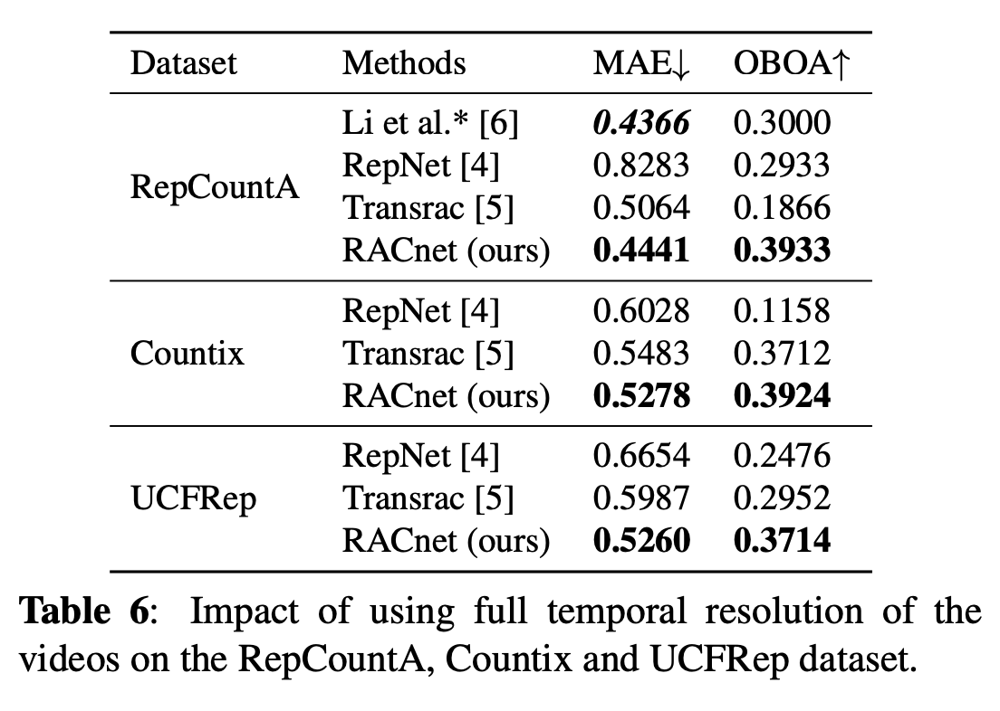 Dataset Methods MAE↓ OBOA↑
Li et al.* [6] 0.4366 0.3000
RepNet [4] 0.8283 0.2933
RepCountA
Transrac [5] 0.5064 0.1866
RACnet (ours) 0.4441 0.3933
RepNet [4] 0.6028 0.1158
Countix Transrac [5] 0.5483 0.3712
RACnet (ours) 0.5278 0.3924
RepNet [4] 0.6654 0.2476
UCFRep Transrac [5] 0.5987 0.2952
RACnet (ours) 0.5260 0.3714
Table 6: Impact of using full temporal resolution of the
videos on the RepCountA, Countix and UCFRep dataset.